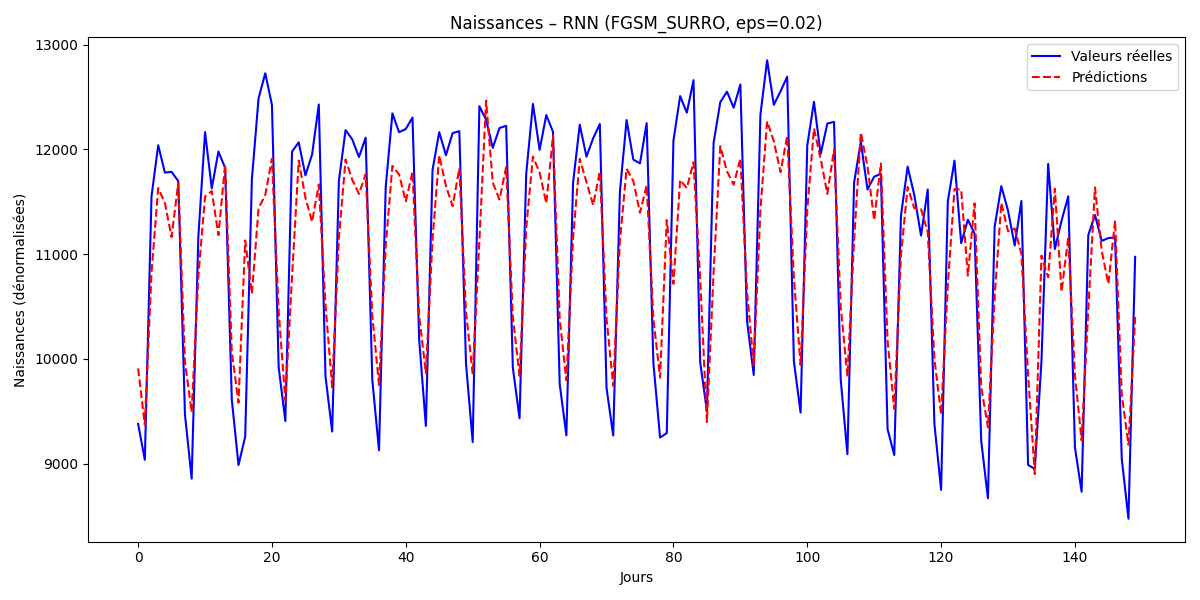 Naissances – RNN (FGSM_SURRO, eps=0.02)
Valeurs réelles
Prédictions
Naissances (dénormalisées)
13000
12000
11000
10000
9000
0 20 40 60 80 100 120 140
Jours